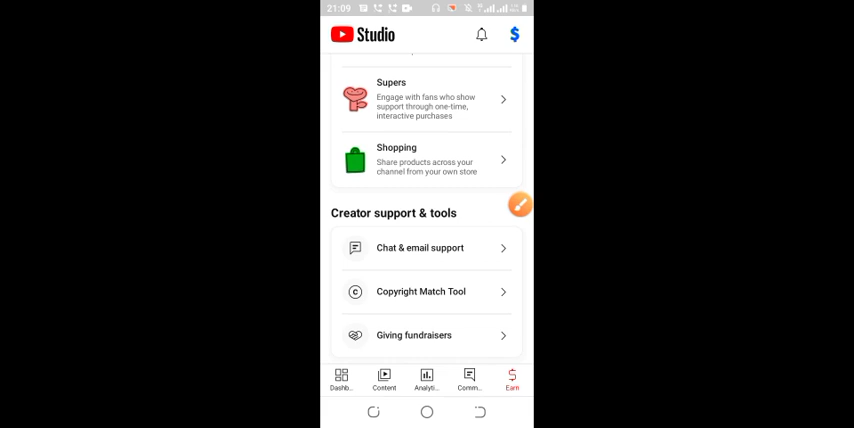 21:09
Studio
Supers
Engage with fans who show
support through one-time,
interactive purchases
Shopping
Share products across your
channel from your own store
Creator support & tools
Chat & email support
Copyright Match Tool
Giving fundraisers
Dashb... Content Analyti... Comm... Earn